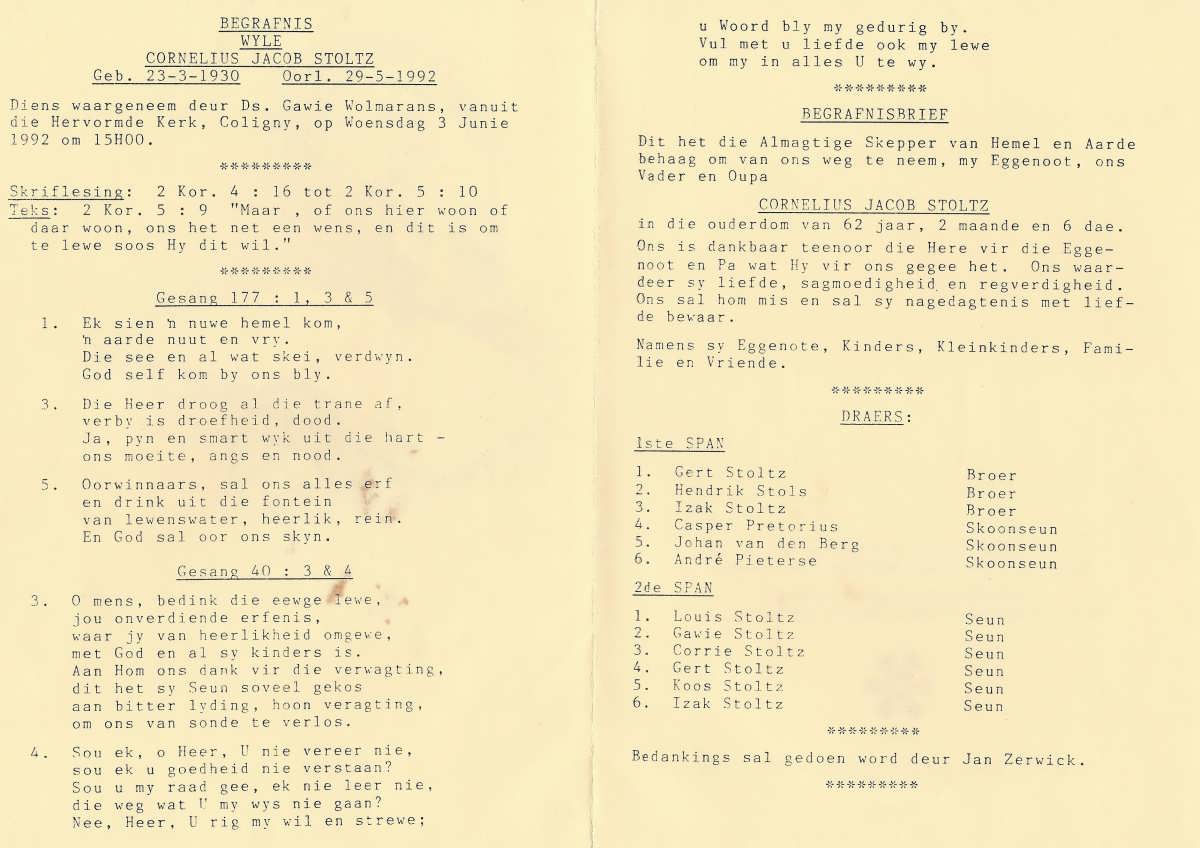 BEGRAFNIS
WYLE
CORNELIUS JACOB STOLTZ
Geb. 23-3-1930 Oorl. 29-5-1992
Diens waargeneem deur Ds. Gawie Wolmarans, vanuit
die Hervormde Kerk, Coligny, op Woensdag 3 Junie
1992 om 15H00.
*********
Skriflesing: 2 Kor. 4 : 16 tot 2 Kor. 5 : 10
Teks: 2 Kor. 5 : 9 "Maar , of ons hier woon of
daar woon, ons het net een wens, en dit is om
te lewe soos Hy dit wil."
*********
Gesang 177 : 1, 3 & 5
1. Ek sien 'n nuwe hemel kom,
'n aarde nuut en vry.
Die see en al wat skei, verdwyn.
God self kom by ons bly.
3. Die Heer droog al die trane af,
verby is droefheid, dood.
Ja, pyn en smart wyk uit die hart -
ons moeite, angs en nood.
5. Oorwinnaars, sal ons alles erf
en drink uit die fontein
van lewenswater, heerlik, rein.
En God sal oor ons skyn.
Gesang 40 : 3 & 4
3. O mens, bedink die eewge lewe,
jou onverdiende erfenis,
waar jy van heerlikheid omgewe,
met God en al sy kinders is.
Aan Hom ons dank vir die verwagting,
dit het sy Seun soveel gekos
aan bitter lyding, hoon veragting,
om ons van sonde te verlos.
4. Sou ek, o Heer, U nie vereer nie,
sou ek u goedheid nie verstaan?
Sou u my raad gee, ek nie leer nie,
die weg wat U my wys nie gaan?
Nee, Heer, U rig my wil en strewe;
u Woord bly my gedurig by.
Vul met u liefde ook my lewe
om my in alles U te wy.
*********
BEGRAFNISBRIEF
Dit het die Almagtige Skepper van Hemel en Aarde
behaag om van ons weg te neem, my Eggenoot, ons
Vader en Oupa
CORNELIUS JACOB STOLTZ
in die ouderdom van 62 jaar, 2 maande en 6 dae.
Ons is dankbaar teenoor die Here vir die Egge-
noot en Pa wat Hy vir ons gegee het. Ons waar-
deer sy liefde, sagmoedigheid en regverdigheid.
Ons sal hom mis en sal sy nagedagtenis met lief-
de bewaar.
Namens sy Eggenote, Kinders, Kleinkinders, Fami-
lie en Vriende.
*********
DRAERS:
1ste SPAN
1. Gert Stoltz Broer
2. Hendrik Stols Broer
3. Izak Stoltz Broer
4. Casper Pretorius Skoonseun
5. Johan van den Berg Skoonseun
6. André Pieterse Skoonseun
2de SPAN
1. Louis Stoltz Seun
2. Gawie Stoltz Seun
3. Corrie Stoltz Seun
4. Gert Stoltz Seun
5. Koos Stoltz Seun
6. Izak Stoltz Seun
*********
Bedankings sal gedoen word deur Jan Zerwick.
*********